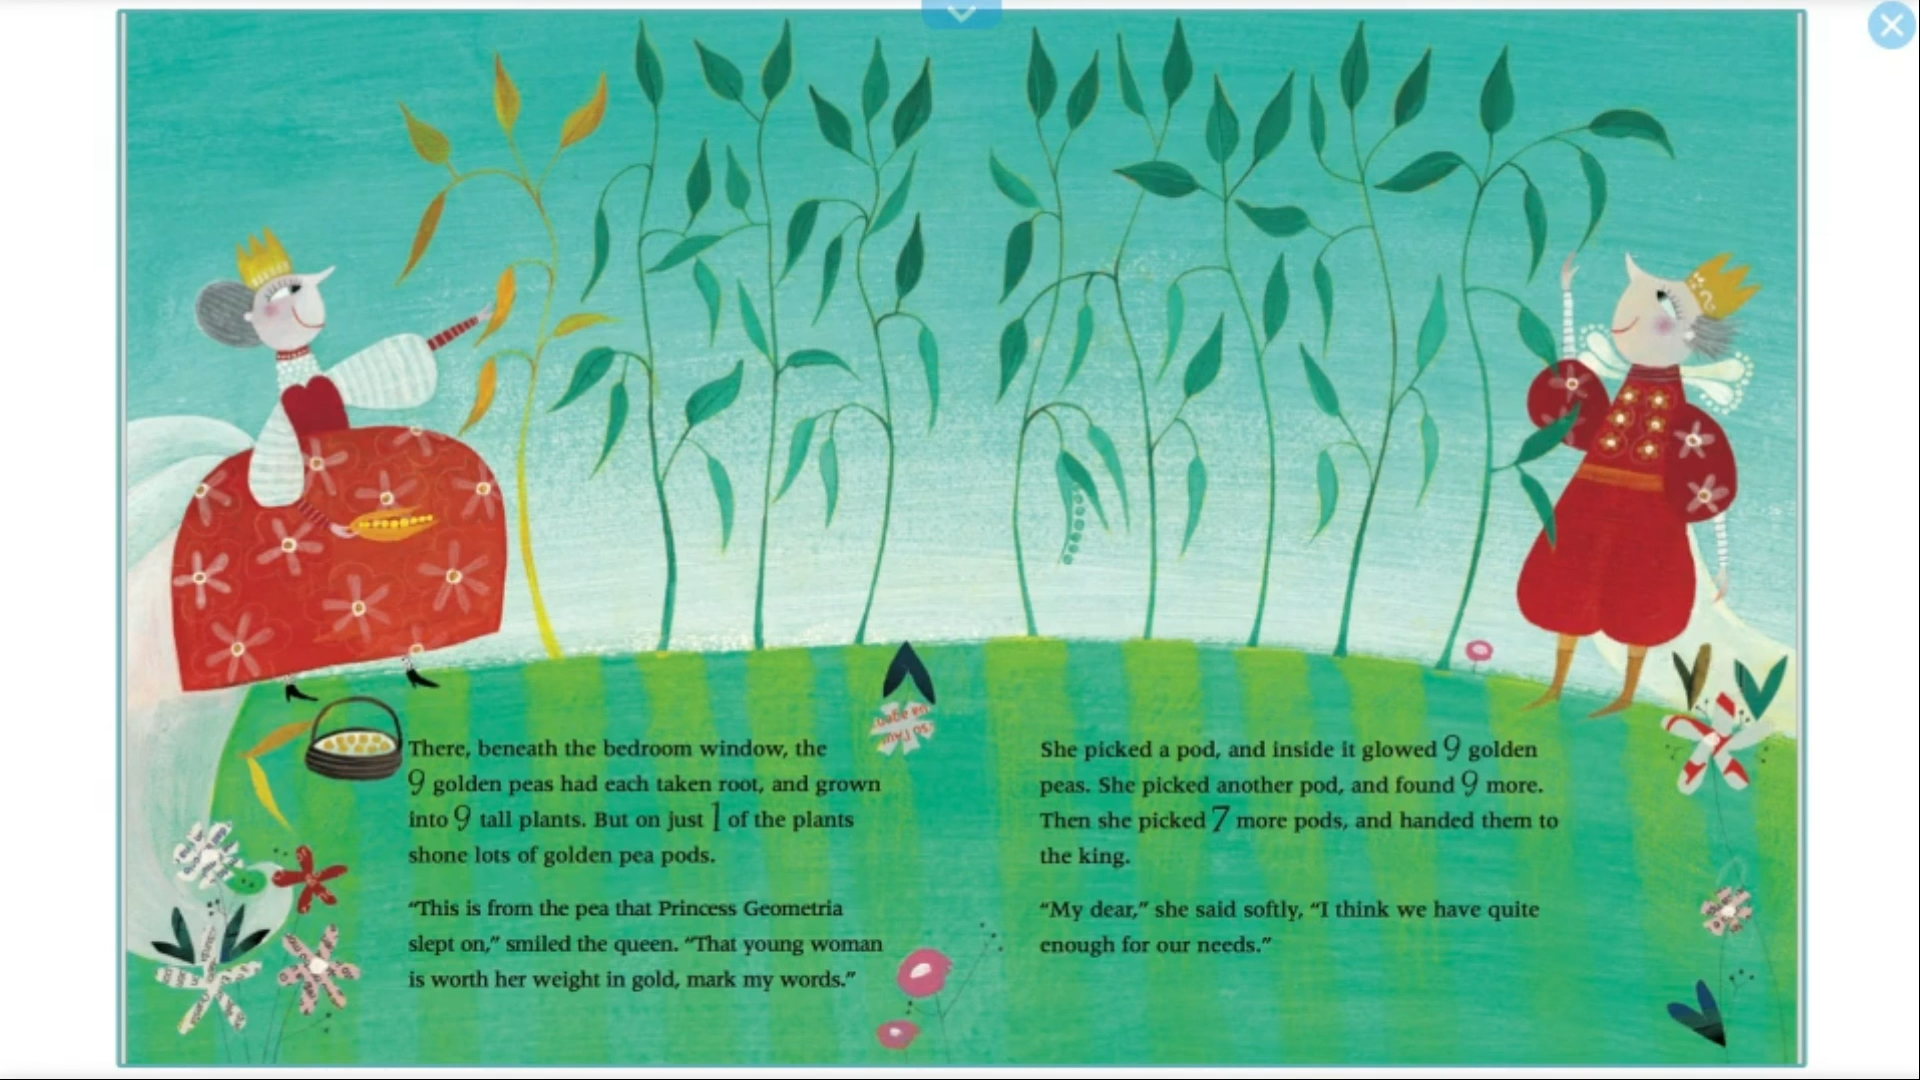 There, beneath the bedroom window, the
9 golden peas had each taken root, and grown
into 9 tall plants. But on just 1 of the plants
shone lots of golden pea pods.
“This is from the pea that Princess Geometria
slept on,” smiled the queen. “That young woman
is worth her weight in gold, mark my words.”
She picked a pod, and inside it glowed 9 golden
peas. She picked another pod, and found 9 more.
Then she picked 7 more pods, and handed them to
the king.
“My dear,” she said softly, “I think we have quite
enough for our needs.”